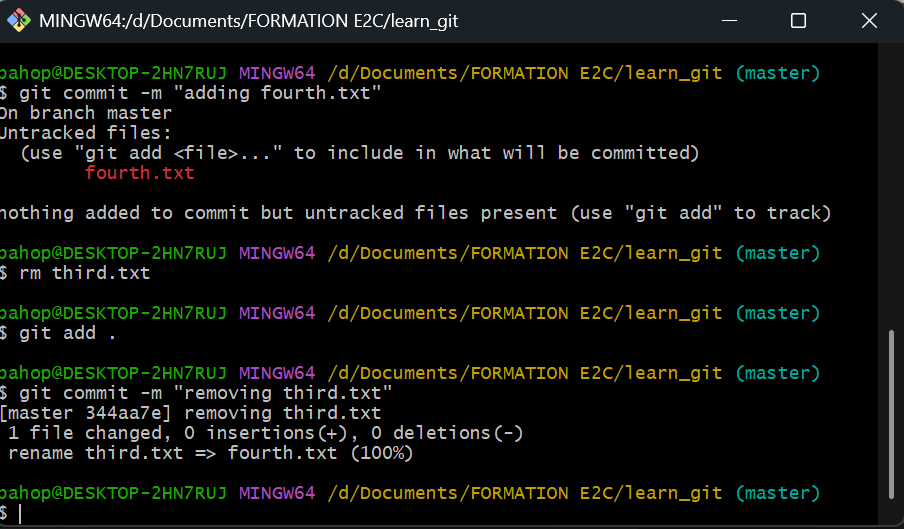 MINGW64:/d/Documents/FORMATION E2C/learn_git
pahop@DESKTOP-2HN7RUJ MINGW64 /d/Documents/FORMATION E2C/learn_git (master)
$ git commit -m "adding fourth.txt"
On branch master
Untracked files:
  (use "git add <file>..." to include in what will be committed)
        fourth.txt
nothing added to commit but untracked files present (use "git add" to track)
pahop@DESKTOP-2HN7RUJ MINGW64 /d/Documents/FORMATION E2C/learn_git (master)
$ rm third.txt
pahop@DESKTOP-2HN7RUJ MINGW64 /d/Documents/FORMATION E2C/learn_git (master)
$ git add .
pahop@DESKTOP-2HN7RUJ MINGW64 /d/Documents/FORMATION E2C/learn_git (master)
$ git commit -m "removing third.txt"
[master 344aa7e] removing third.txt
 1 file changed, 0 insertions(+), 0 deletions(-)
 rename third.txt => fourth.txt (100%)
pahop@DESKTOP-2HN7RUJ MINGW64 /d/Documents/FORMATION E2C/learn_git (master)
$